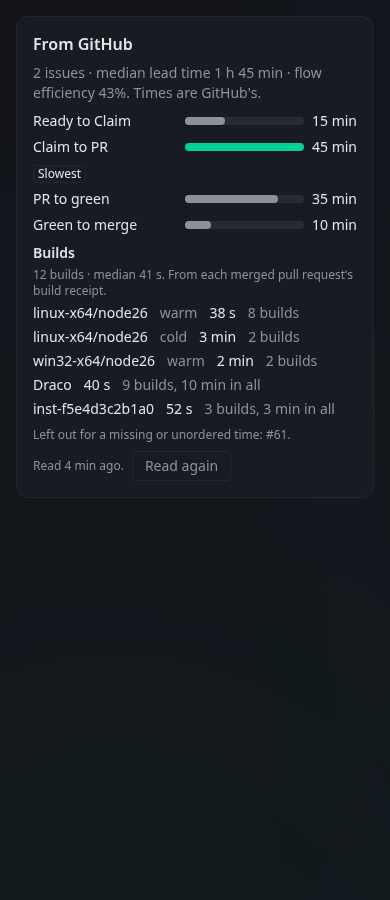 From GitHub
2 issues · median lead time 1 h 45 min · flow
efficiency 43%. Times are GitHub's.
Ready to Claim 15 min
Claim to PR 45 min
Slowest
PR to green 35 min
Green to merge 10 min
Builds
12 builds · median 41 s. From each merged pull request's
build receipt.
linux-x64/node26 warm 38 s 8 builds
linux-x64/node26 cold 3 min 2 builds
win32-x64/node26 warm 2 min 2 builds
Draco 40 s 9 builds, 10 min in all
inst-f5e4d3c2b1a0 52 s 3 builds, 3 min in all
Left out for a missing or unordered time: #61.
Read 4 min ago. Read again